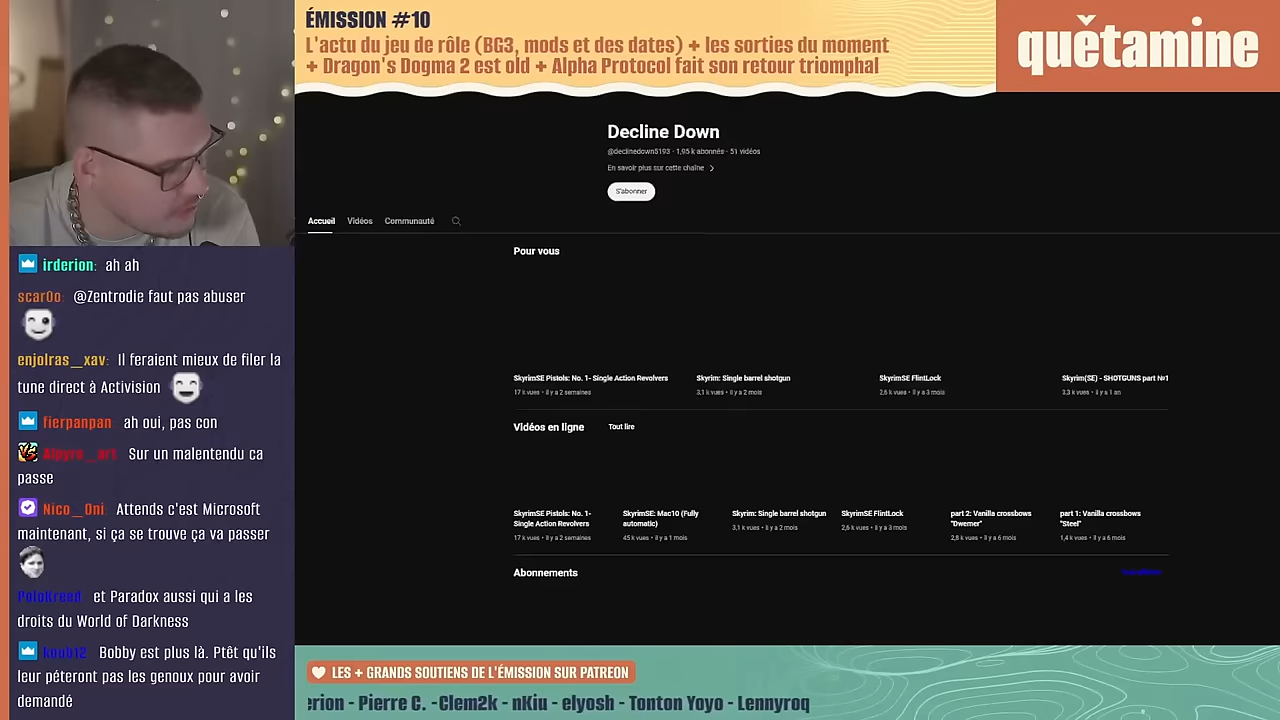 ÉMISSION #10
L'actu du jeu de rôle (BG3, mods et des dates) + les sorties du moment
+ Dragon's Dogma 2 est old + Alpha Protocol fait son retour triomphal
quětamine
Decline Down
@declinedown5193 · 1,95 k abonnés · 51 vidéos
En savoir plus sur cette chaîne
S'abonner
Accueil Vidéos Communauté
Pour vous
SkyrimSE Pistols: No. 1- Single Action Revolvers
17 k vues • il y a 2 semaines
Skyrim: Single barrel shotgun
3,1 k vues • il y a 2 mois
SkyrimSE FlintLock
2,6 k vues • il y a 3 mois
Skyrim(SE) - SHOTGUNS part №1
3,3 k vues • il y a 1 an
Vidéos en ligne Tout lire
SkyrimSE Pistols: No. 1-
Single Action Revolvers
17 k vues • il y a 2 semaines
SkyrimSE: Mac10 (Fully
automatic)
45 k vues • il y a 1 mois
Skyrim: Single barrel shotgun
3,1 k vues • il y a 2 mois
SkyrimSE FlintLock
2,6 k vues • il y a 3 mois
part 2: Vanilla crossbows
"Dwemer"
2,8 k vues • il y a 6 mois
part 1: Vanilla crossbows
"Steel"
1,4 k vues • il y a 6 mois
Abonnements
irderion: ah ah
scar0o: @Zentrodie faut pas abuser
enjolras_xav: Il feraient mieux de filer la
tune direct à Activision
fierpanpan ah oui, pas con
Alpyro_art Sur un malentendu ca
passe
Nico_Oni: Attends c'est Microsoft
maintenant, si ça se trouve ça va passer
PoloKreed et Paradox aussi qui a les
droits du World of Darkness
koub12 Bobby est plus là. Ptêt qu'ils
leur péteront pas les genoux pour avoir
demandé
LES + GRANDS SOUTIENS DE L'ÉMISSION SUR PATREON
erion - Pierre C. -Clem2k - nKiu - elyosh - Tonton Yoyo - Lennyroq